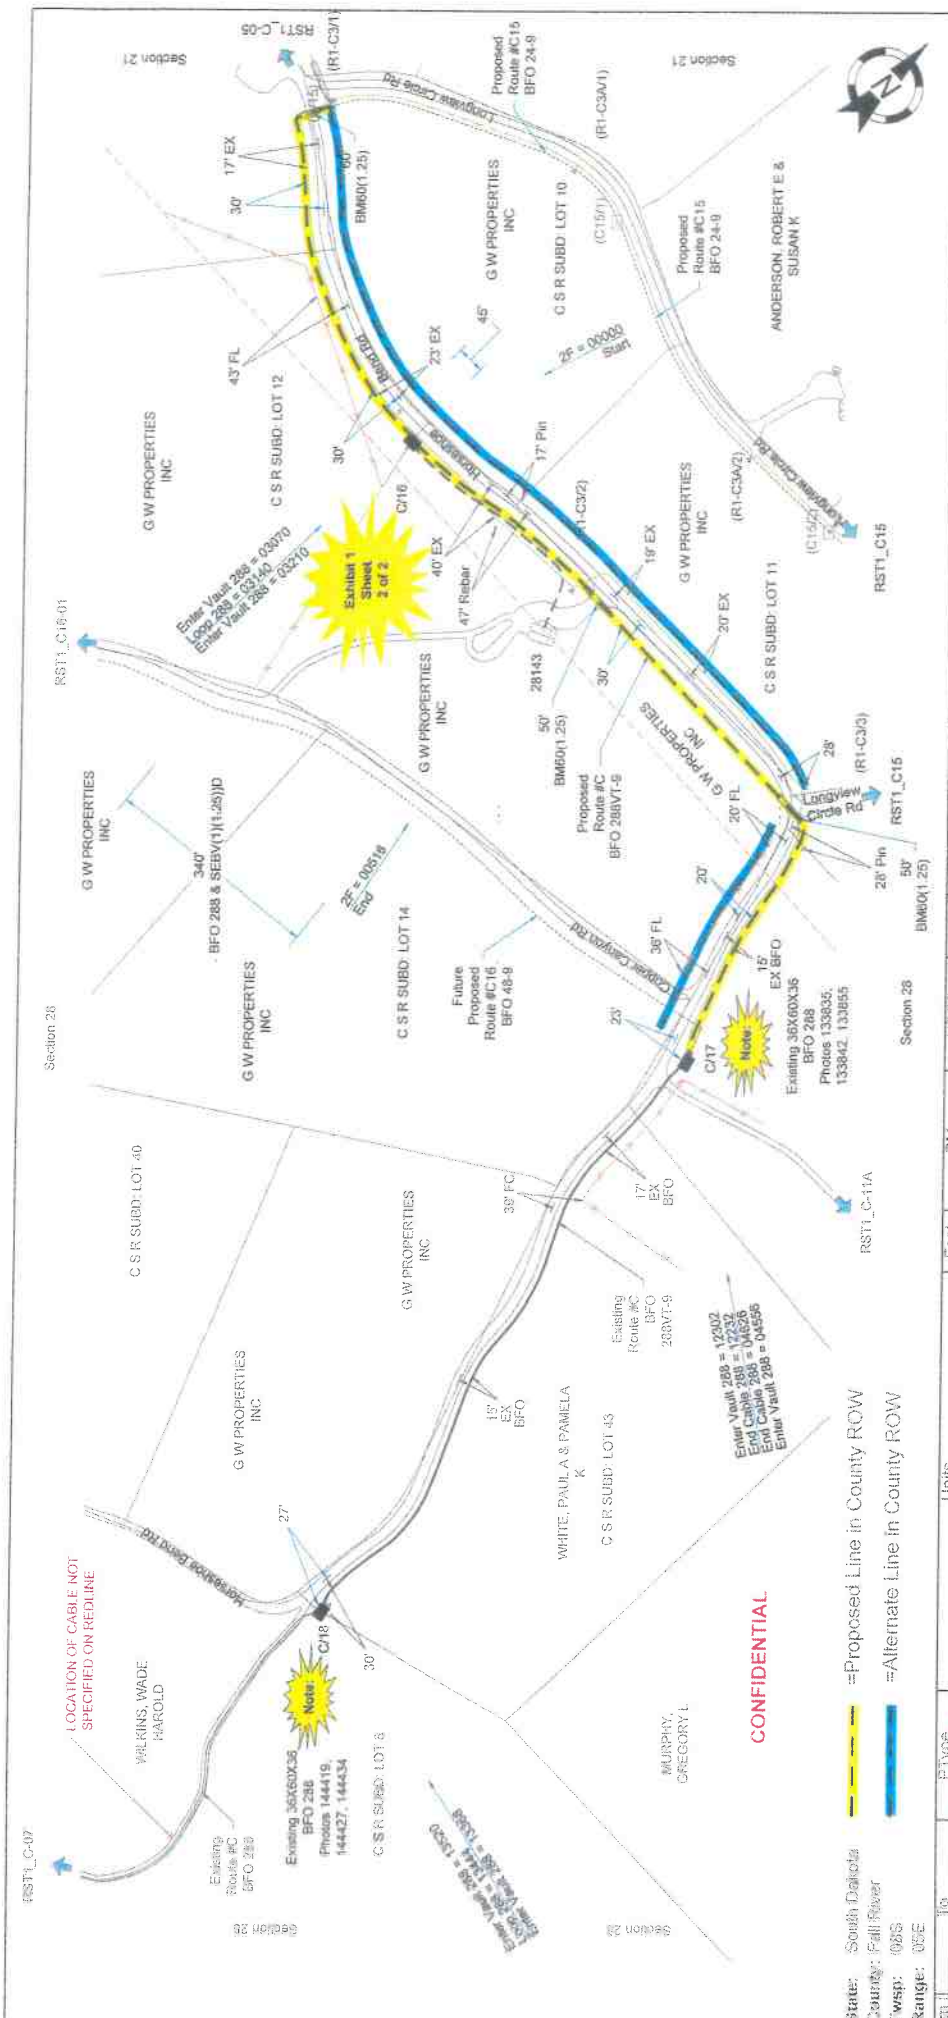 RST1_C-07
LOCATION OF CABLE NOT
SPECIFIED ON REDLINE
WILKINS, WADE
HAROLD
Existing
Route #C
BFO 288
Existing 36X60X36
BFO 288
Photos 144419,
144427, 144434
Note:
C/18
27'
30'
Horseshoe Bend Rd
C S R SUBD: LOT 8
MURPHY,
GREGORY L
CONFIDENTIAL
WHITE, PAUL A & PAMELA
K
C S R SUBD: LOT 43
15'
EX
BFO
G W PROPERTIES
INC
G W PROPERTIES
INC
C S R SUBD: LOT 40
Existing
Route #C
BFO
288VT-9
39' FC
17'
EX
BFO
Enter Vault 288 = 12302
End Cable 288 = 12232
End Cable 288 = 04626
Enter Vault 288 = 04556
RST1_C-11A
Section 28
G W PROPERTIES
INC
340'
BFO 288 & SEBV(1)(1.25))D
G W PROPERTIES
INC
2F = 00516
End
C S R SUBD: LOT 14
Future
Proposed
Route #C16
BFO 48-9
Copper Canyon Rd
RST1_C16-01
23'
C/17
Note:
Existing 36X60X36
BFO 288
Photos 133835,
133842, 133855
Section 28
36' FL
15'
EX BFO
20'
20' FL
28' Pin
50'
BM60(1.25)
Longview
Circle Rd
RST1_C15
(R1-C3/3)
28'
G W PROPERTIES
INC
G W PROPERTIES
INC
Proposed
Route #C
BFO 288VT-9
50'
BM60(1.25)
28143
30'
20' EX
19' EX
C S R SUBD: LOT 11
G W PROPERTIES
INC
Enter Vault 288 = 03070
Loop 288 = 03140
Enter Vault 288 = 03210
Exhibit 1
Sheet
2 of 2
47' Rebar
40' EX
17' Pin
(R1-C3/2)
C/16
Horseshoe Bend Rd
30'
23' EX
45'
2F = 00000
Start
G W PROPERTIES
INC
C S R SUBD: LOT 12
43' FL
30'
17' EX
BM60(1.25)
G W PROPERTIES
INC
C S R SUBD: LOT 10
Section 21
RST1_C-05
(R1-C3/1)
Longview Circle Rd
Proposed
Route #C15
BFO 24-9
(R1-C3A/1)
(C15/1)
Proposed
Route #C15
BFO 24-9
ANDERSON, ROBERT E &
SUSAN K
Section 21
N
(R1-C3A/2)
(C15/2)
Longview Circle Rd
RST1_C15
State: South Dakota
County: Fall River
Twsp: 08S
Range: 05E
=Proposed Line in County ROW
=Alternate Line in County ROW